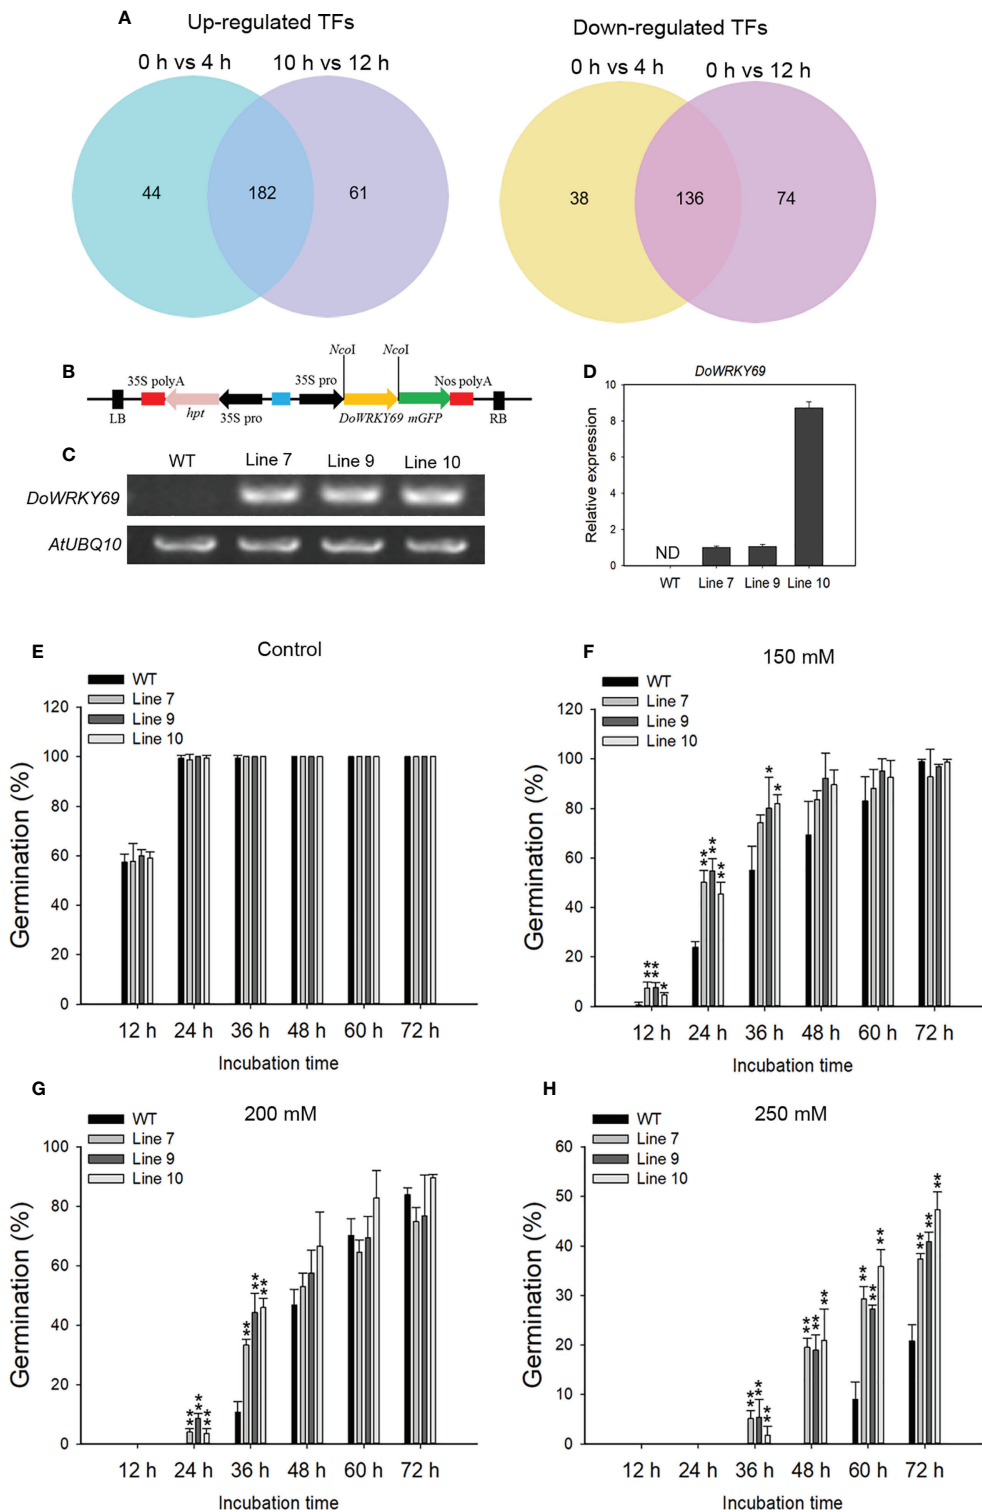 A
Up-regulated TFs
Down-regulated TFs
0 h vs 4 h
10 h vs 12 h
0 h vs 4 h
0 h vs 12 h
44
182
61
38
136
74
B
NcoI
NcoI
35S polyA
35S pro
Nos polyA
LB
hpt
35S pro
DoWRKY69
mGFP
RB
C
WT
Line 7
Line 9
Line 10
DoWRKY69
AtUBQ10
D
DoWRKY69
Relative expression
10
8
6
4
2
0
ND
WT
Line 7
Line 9
Line 10
E
Control
WT
Line 7
Line 9
Line 10
Germination (%)
120
100
80
60
40
20
0
12 h
24 h
36 h
48 h
60 h
72 h
Incubation time
F
150 mM
WT
Line 7
Line 9
Line 10
Germination (%)
120
100
80
60
40
20
0
** ** *
** ** **
* *
12 h
24 h
36 h
48 h
60 h
72 h
Incubation time
G
200 mM
WT
Line 7
Line 9
Line 10
Germination (%)
100
80
60
40
20
0
** ** **
** ** **
12 h
24 h
36 h
48 h
60 h
72 h
Incubation time
H
250 mM
WT
Line 7
Line 9
Line 10
Germination (%)
60
50
40
30
20
10
0
** ** **
** ** **
** ** **
** ** **
12 h
24 h
36 h
48 h
60 h
72 h
Incubation time